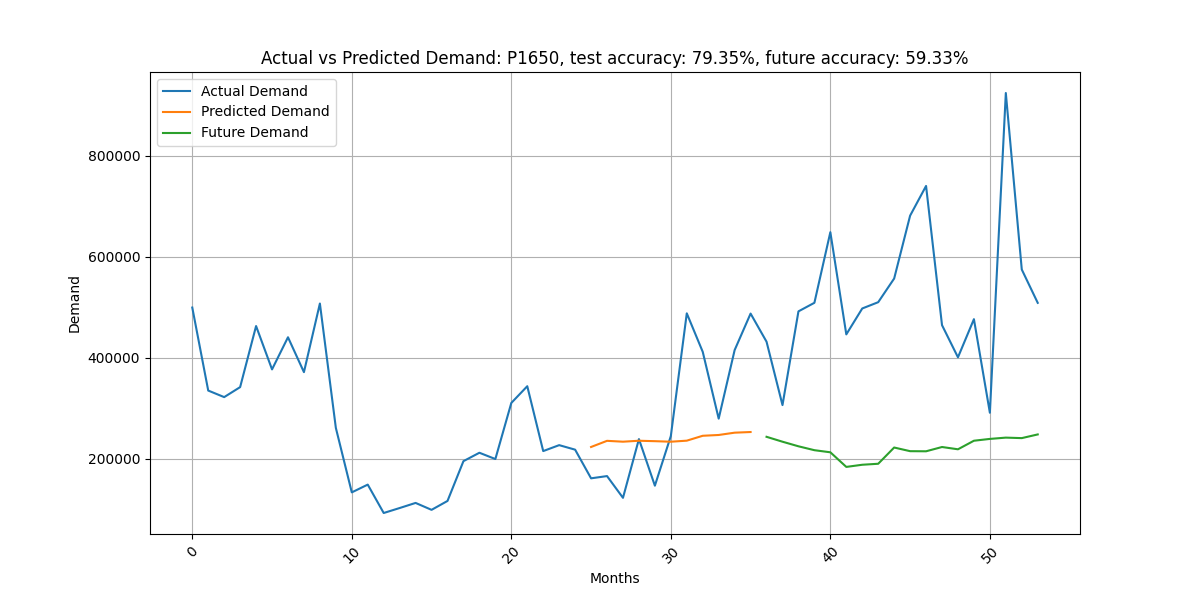 Actual vs Predicted Demand: P1650, test accuracy: 79.35%, future accuracy: 59.33%
Actual Demand
Predicted Demand
Future Demand
800000
600000
400000
200000
Demand
0
10
20
30
40
50
Months